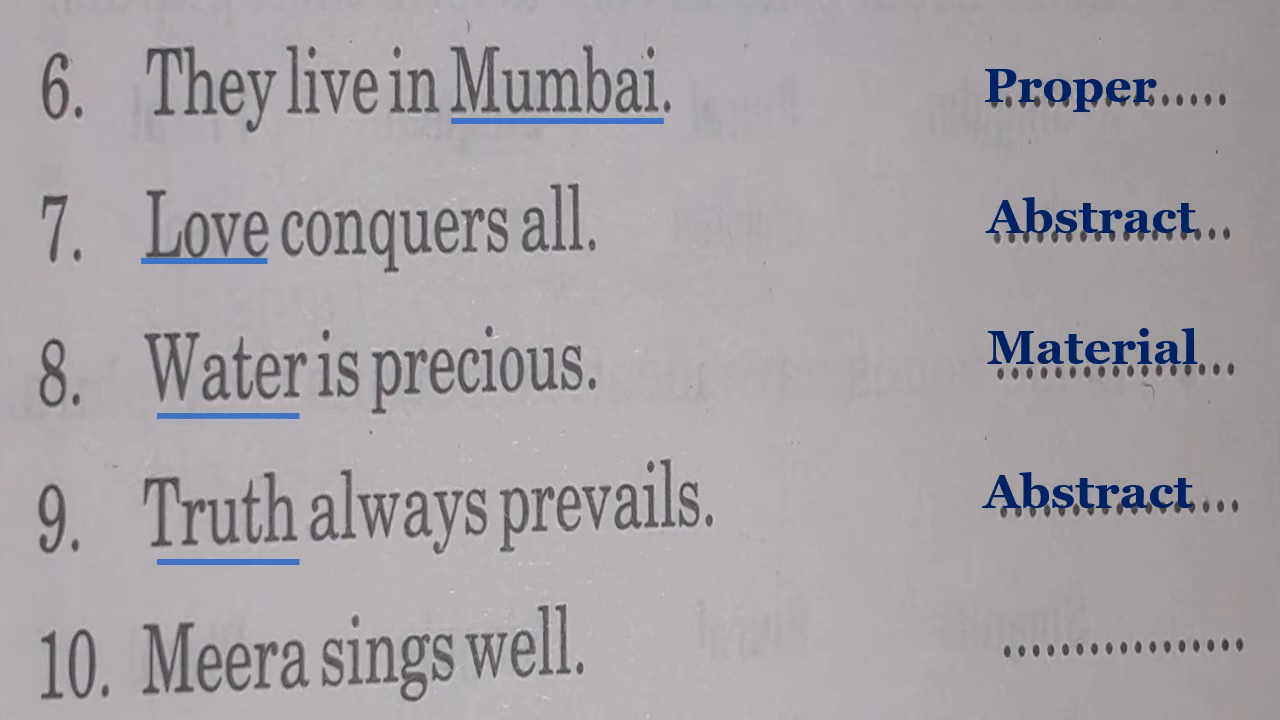 6. They live in Mumbai. Proper......
7. Love conquers all. Abstract...
8. Water is precious. Material...
9. Truth always prevails. Abstract....
10. Meera sings well. .................